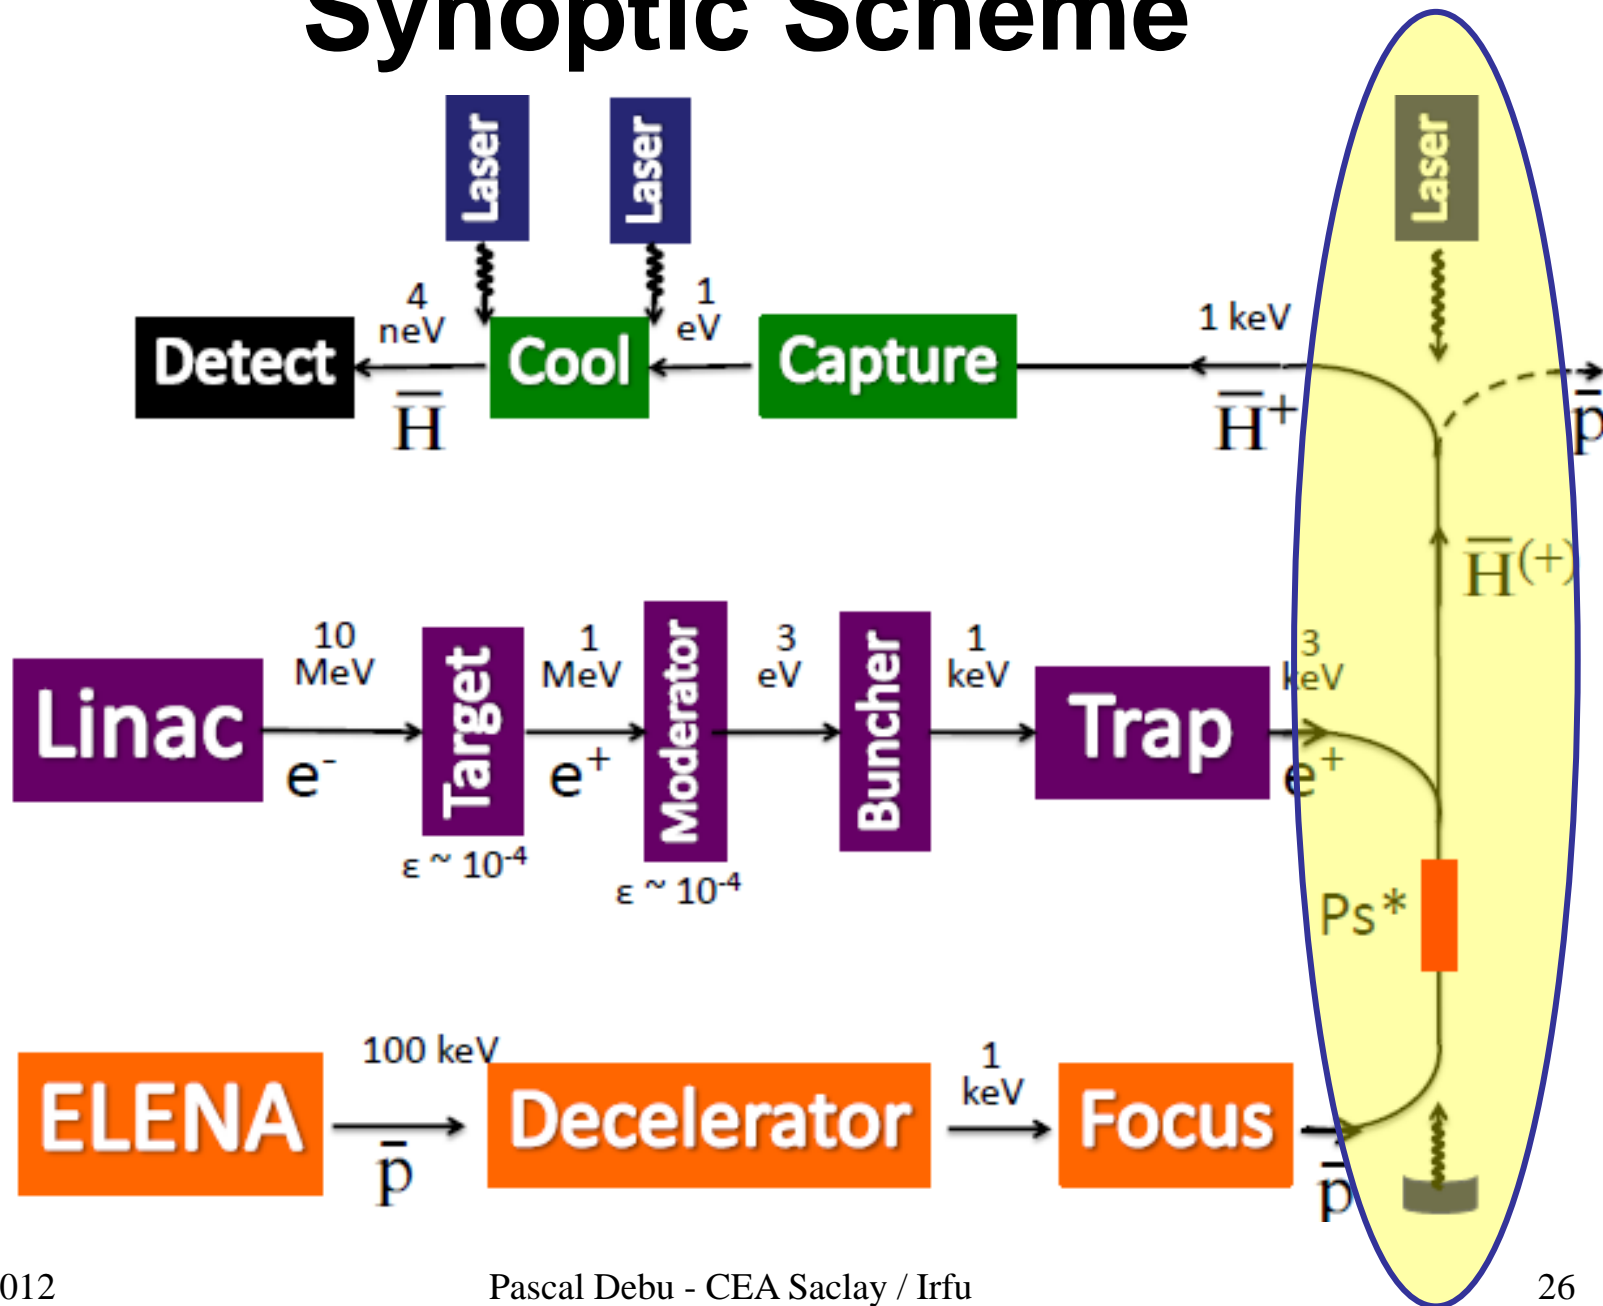 Synoptic Scheme
Laser
Laser
Laser
4
neV
1
eV
1 keV
Detect
Cool
Capture
H̅
H̅⁺
p̅
H̅⁽⁺⁾
10
MeV
1
MeV
3
eV
1
keV
3
keV
Linac
Target
Moderator
Buncher
Trap
e⁻
e⁺
e⁺
ε ~ 10⁻⁴
ε ~ 10⁻⁴
Ps*
100 keV
1
keV
ELENA
Decelerator
Focus
p̅
p̅
012
Pascal Debu - CEA Saclay / Irfu
26